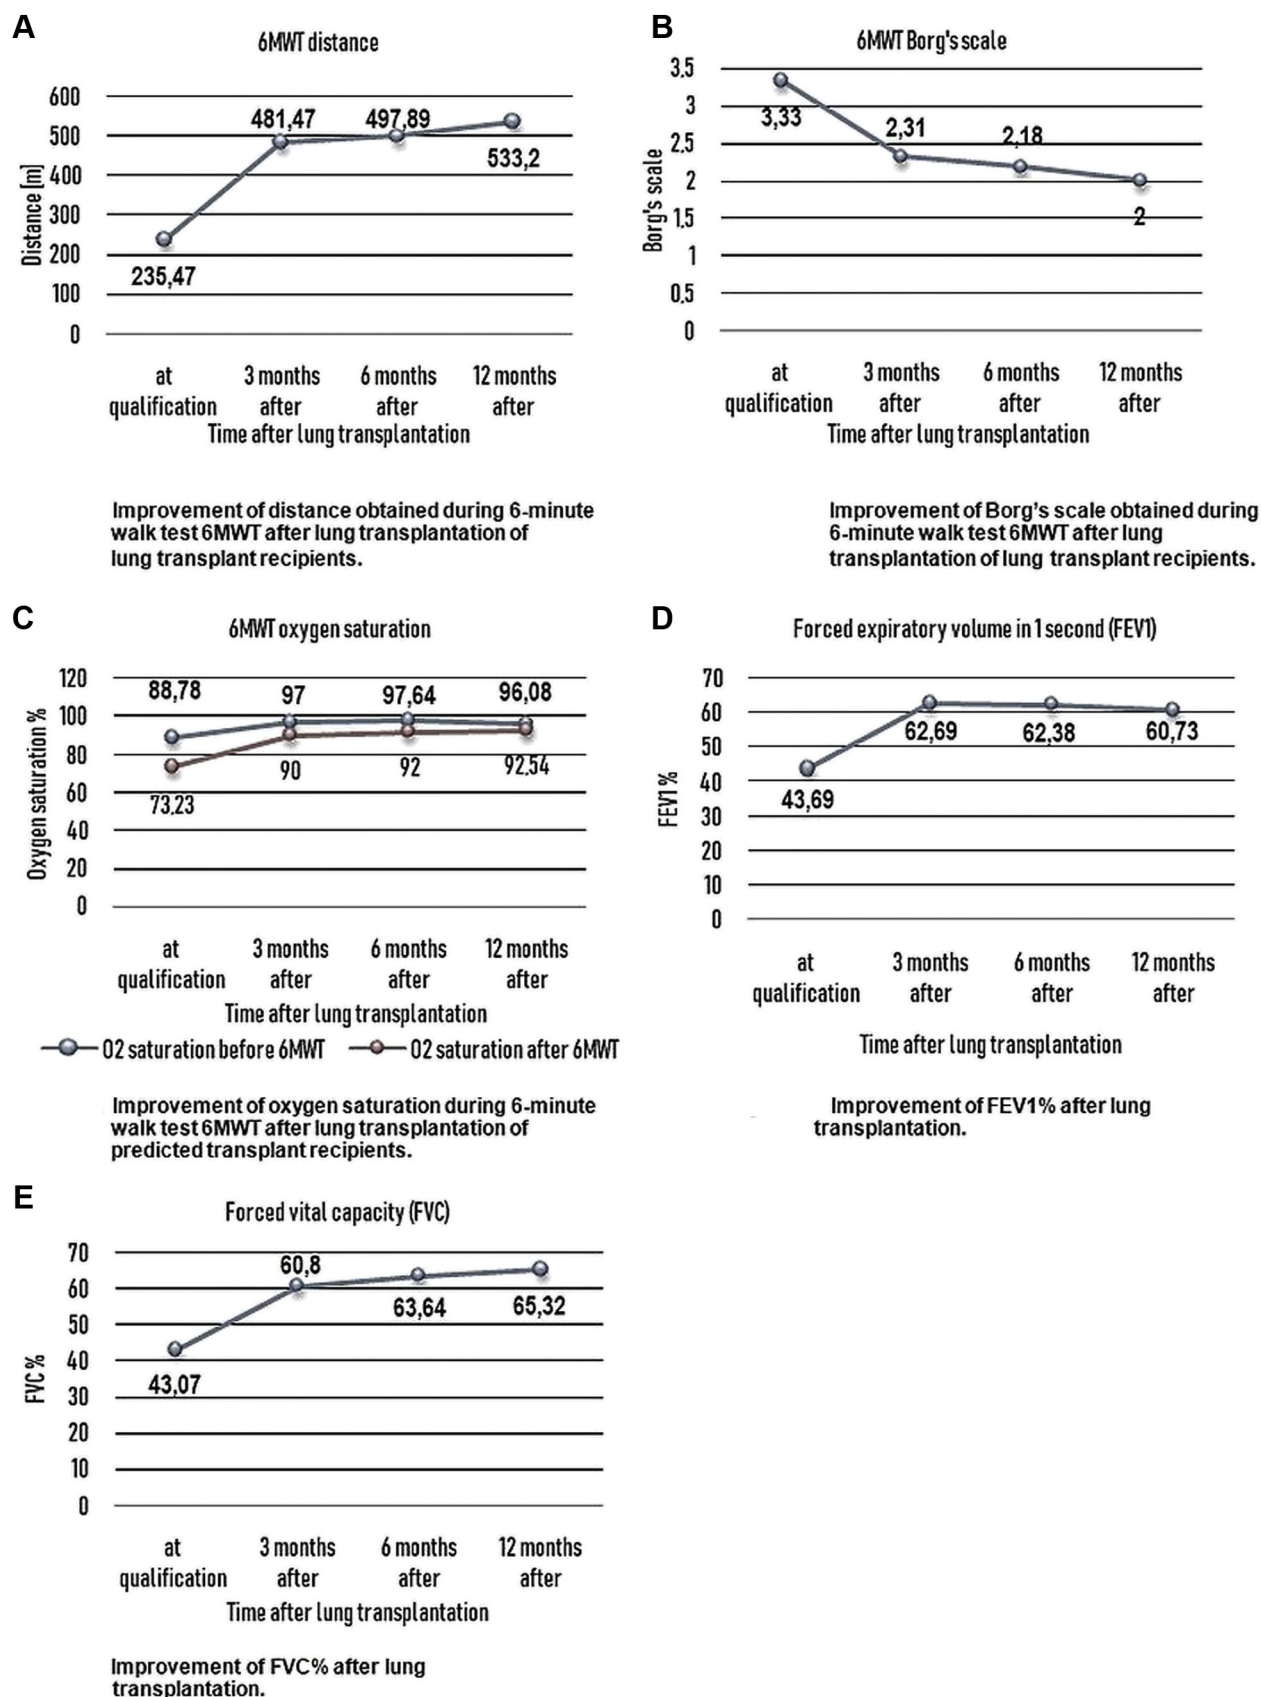 A
6MWT distance
600
500
400
300
200
100
0
Distance [m]
235,47
481,47
497,89
533,2
at qualification
3 months after
6 months after
12 months after
Time after lung transplantation
Improvement of distance obtained during 6-minute
walk test 6MWT after lung transplantation of
lung transplant recipients.
B
6MWT Borg's scale
3.5
3
2,5
2
1,5
1
0,5
0
Borg's scale
3,33
2,31
2,18
2
at qualification
3 months after
6 months after
12 months after
Time after lung transplantation
Improvement of Borg's scale obtained during
6-minute walk test 6MWT after lung
transplantation of lung transplant recipients.
C
6MWT oxygen saturation
120
100
80
60
40
20
0
Oxygen saturation %
88,78
97
97,64
96,08
73,23
90
92
92,54
at qualification
3 months after
6 months after
12 months after
Time after lung transplantation
O2 saturation before 6MWT
O2 saturation after 6MWT
Improvement of oxygen saturation during 6-minute
walk test 6MWT after lung transplantation of
predicted transplant recipients.
D
Forced expiratory volume in 1 second (FEV1)
70
60
50
40
30
20
10
0
FEV1 %
43,69
62,69
62,38
60,73
at qualification
3 months after
6 months after
12 months after
Time after lung transplantation
Improvement of FEV1% after lung
transplantation.
E
Forced vital capacity (FVC)
70
60
50
40
30
20
10
0
FVC %
43,07
60,8
63,64
65,32
at qualification
3 months after
6 months after
12 months after
Time after lung transplantation
Improvement of FVC% after lung
transplantation.